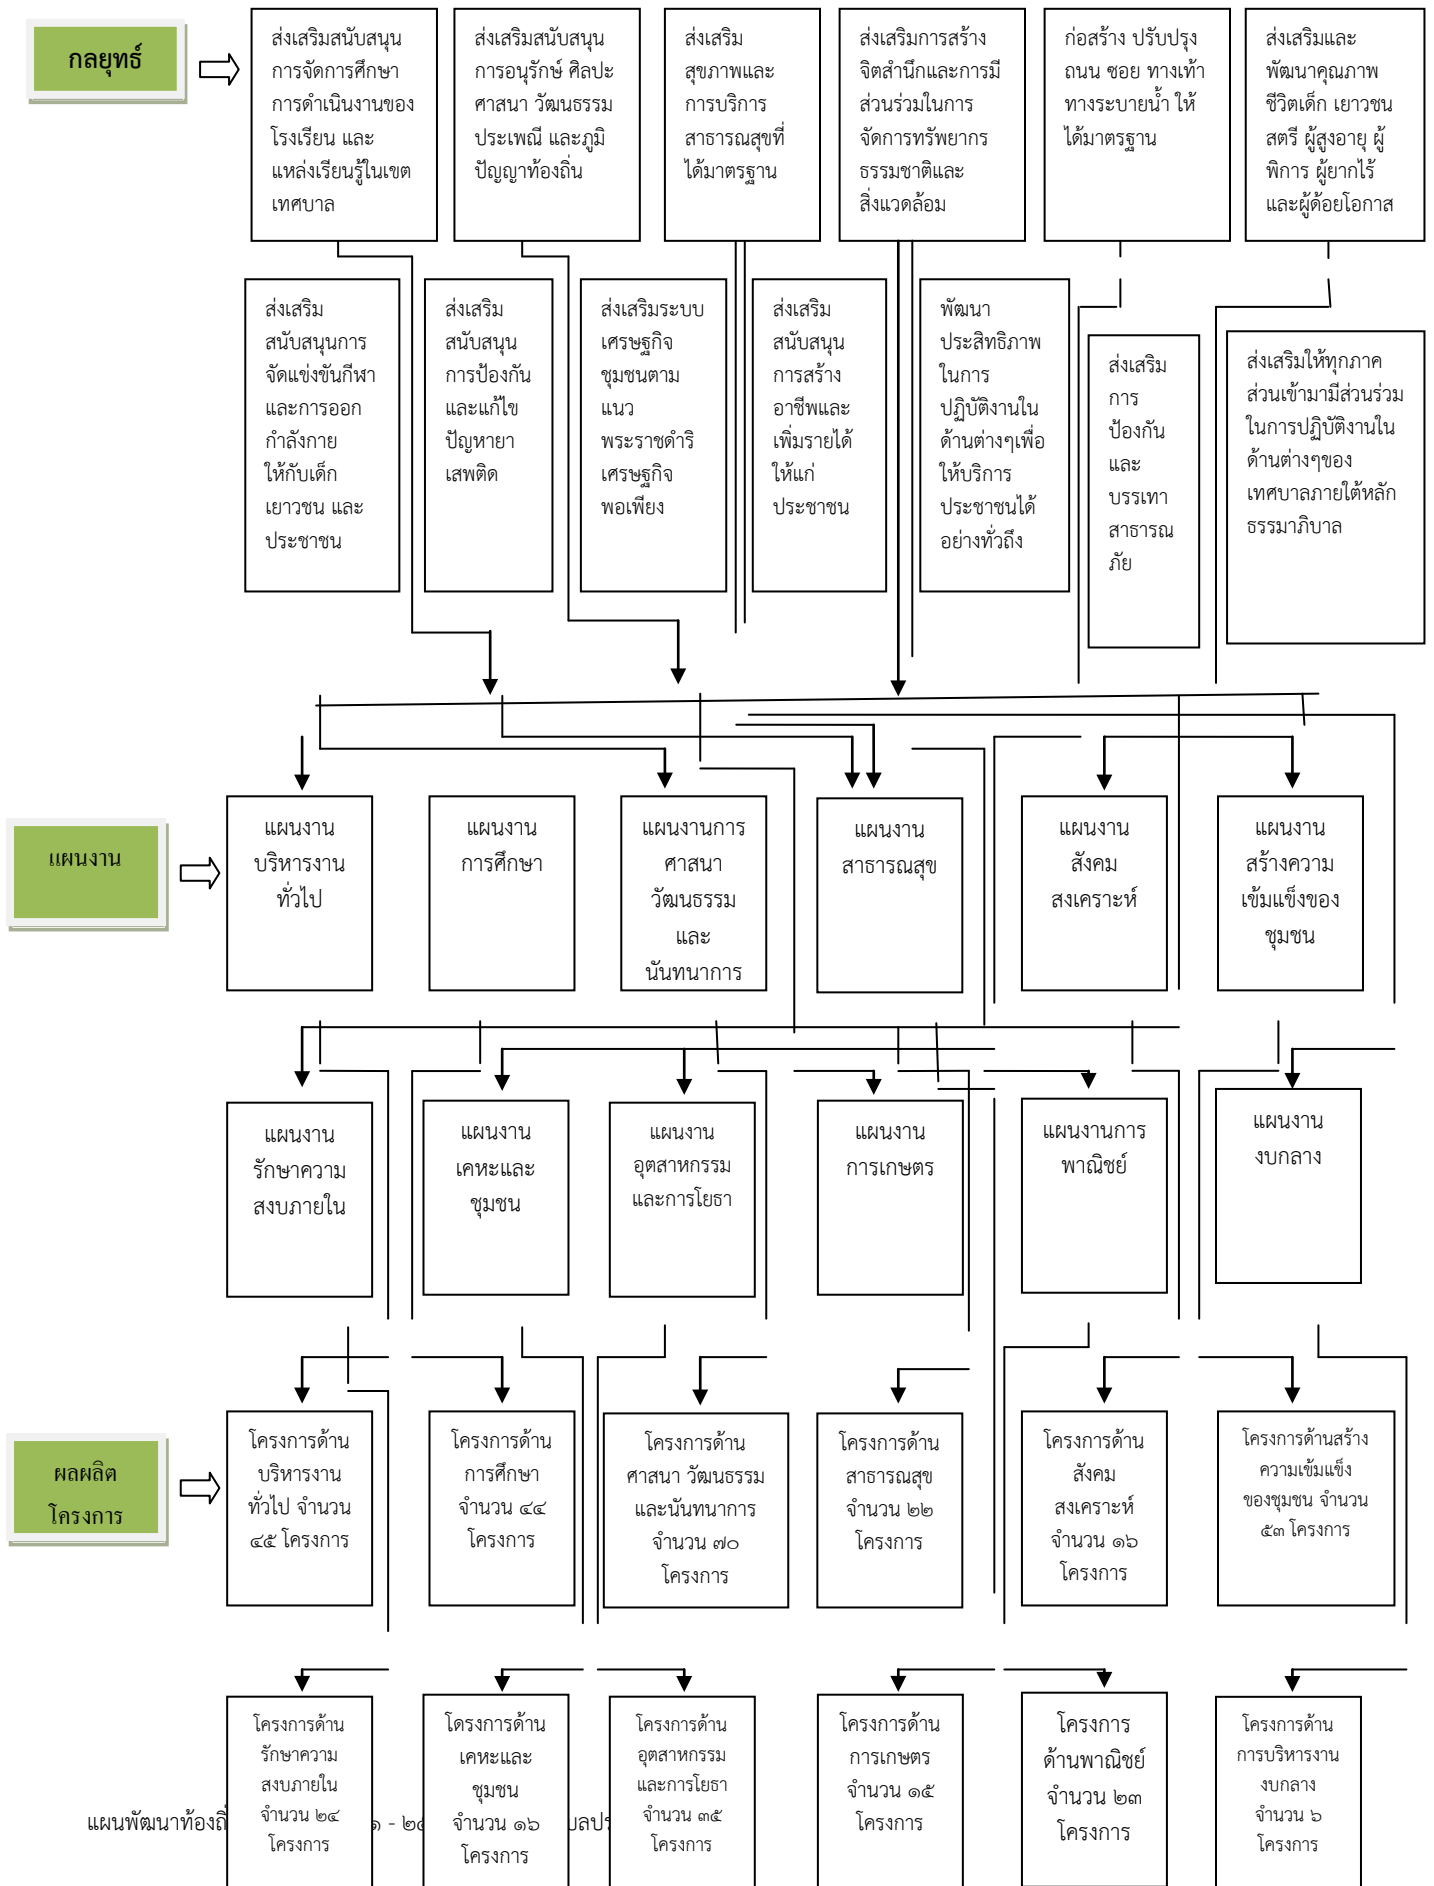 กลยุทธ์
ส่งเสริมสนับสนุน
การจัดการศึกษา
การดำเนินงานของ
โรงเรียน และ
แหล่งเรียนรู้ในเขต
เทศบาล
ส่งเสริมสนับสนุน
การอนุรักษ์ ศิลปะ
ศาสนา วัฒนธรรม
ประเพณี และภูมิ
ปัญญาท้องถิ่น
ส่งเสริม
สุขภาพและ
การบริการ
สาธารณสุขที่
ได้มาตรฐาน
ส่งเสริมการสร้าง
จิตสำนึกและการมี
ส่วนร่วมในการ
จัดการทรัพยากร
ธรรมชาติและ
สิ่งแวดล้อม
ก่อสร้าง ปรับปรุง
ถนน ซอย ทางเท้า
ทางระบายน้ำ ให้
ได้มาตรฐาน
ส่งเสริมและ
พัฒนาคุณภาพ
ชีวิตเด็ก เยาวชน
สตรี ผู้สูงอายุ ผู้
พิการ ผู้ยากไร้
และผู้ด้อยโอกาส
ส่งเสริม
สนับสนุนการ
จัดแข่งขันกีฬา
และการออก
กำลังกาย
ให้กับเด็ก
เยาวชน และ
ประชาชน
ส่งเสริม
สนับสนุน
การป้องกัน
และแก้ไข
ปัญหายา
เสพติด
ส่งเสริมระบบ
เศรษฐกิจ
ชุมชนตาม
แนว
พระราชดำริ
เศรษฐกิจ
พอเพียง
ส่งเสริม
สนับสนุน
การสร้าง
อาชีพและ
เพิ่มรายได้
ให้แก่
ประชาชน
พัฒนา
ประสิทธิภาพ
ในการ
ปฏิบัติงานใน
ด้านต่างๆเพื่อ
ให้บริการ
ประชาชนได้
อย่างทั่วถึง
ส่งเสริม
การ
ป้องกัน
และ
บรรเทา
สาธารณ
ภัย
ส่งเสริมให้ทุกภาค
ส่วนเข้ามามีส่วนร่วม
ในการปฏิบัติงานใน
ด้านต่างๆของ
เทศบาลภายใต้หลัก
ธรรมาภิบาล
แผนงาน
แผนงาน
บริหารงาน
ทั่วไป
แผนงาน
การศึกษา
แผนงานการ
ศาสนา
วัฒนธรรม
และ
นันทนาการ
แผนงาน
สาธารณสุข
แผนงาน
สังคม
สงเคราะห์
แผนงาน
สร้างความ
เข้มแข็งของ
ชุมชน
แผนงาน
รักษาความ
สงบภายใน
แผนงาน
เคหะและ
ชุมชน
แผนงาน
อุตสาหกรรม
และการโยธา
แผนงาน
การเกษตร
แผนงานการ
พาณิชย์
แผนงาน
งบกลาง
ผลผลิต
โครงการ
โครงการด้าน
บริหารงาน
ทั่วไป จำนวน
๔๕ โครงการ
โครงการด้าน
การศึกษา
จำนวน ๔๔
โครงการ
โครงการด้าน
ศาสนา วัฒนธรรม
และนันทนาการ
จำนวน ๗๐
โครงการ
โครงการด้าน
สาธารณสุข
จำนวน ๒๒
โครงการ
โครงการด้าน
สังคม
สงเคราะห์
จำนวน ๑๖
โครงการ
โครงการด้านสร้าง
ความเข้มแข็ง
ของชุมชน จำนวน
๕๓ โครงการ
โครงการด้าน
รักษาความ
สงบภายใน
จำนวน ๒๔
โครงการ
โดรงการด้าน
เคหะและ
ชุมชน
จำนวน ๑๖
โครงการ
โครงการด้าน
อุตสาหกรรม
และการโยธา
จำนวน ๓๕
โครงการ
โครงการด้าน
การเกษตร
จำนวน ๑๕
โครงการ
โครงการ
ด้านพาณิชย์
จำนวน ๒๓
โครงการ
โครงการด้าน
การบริหารงาน
งบกลาง
จำนวน ๖
โครงการ
แผนพัฒนาท้องถิ่